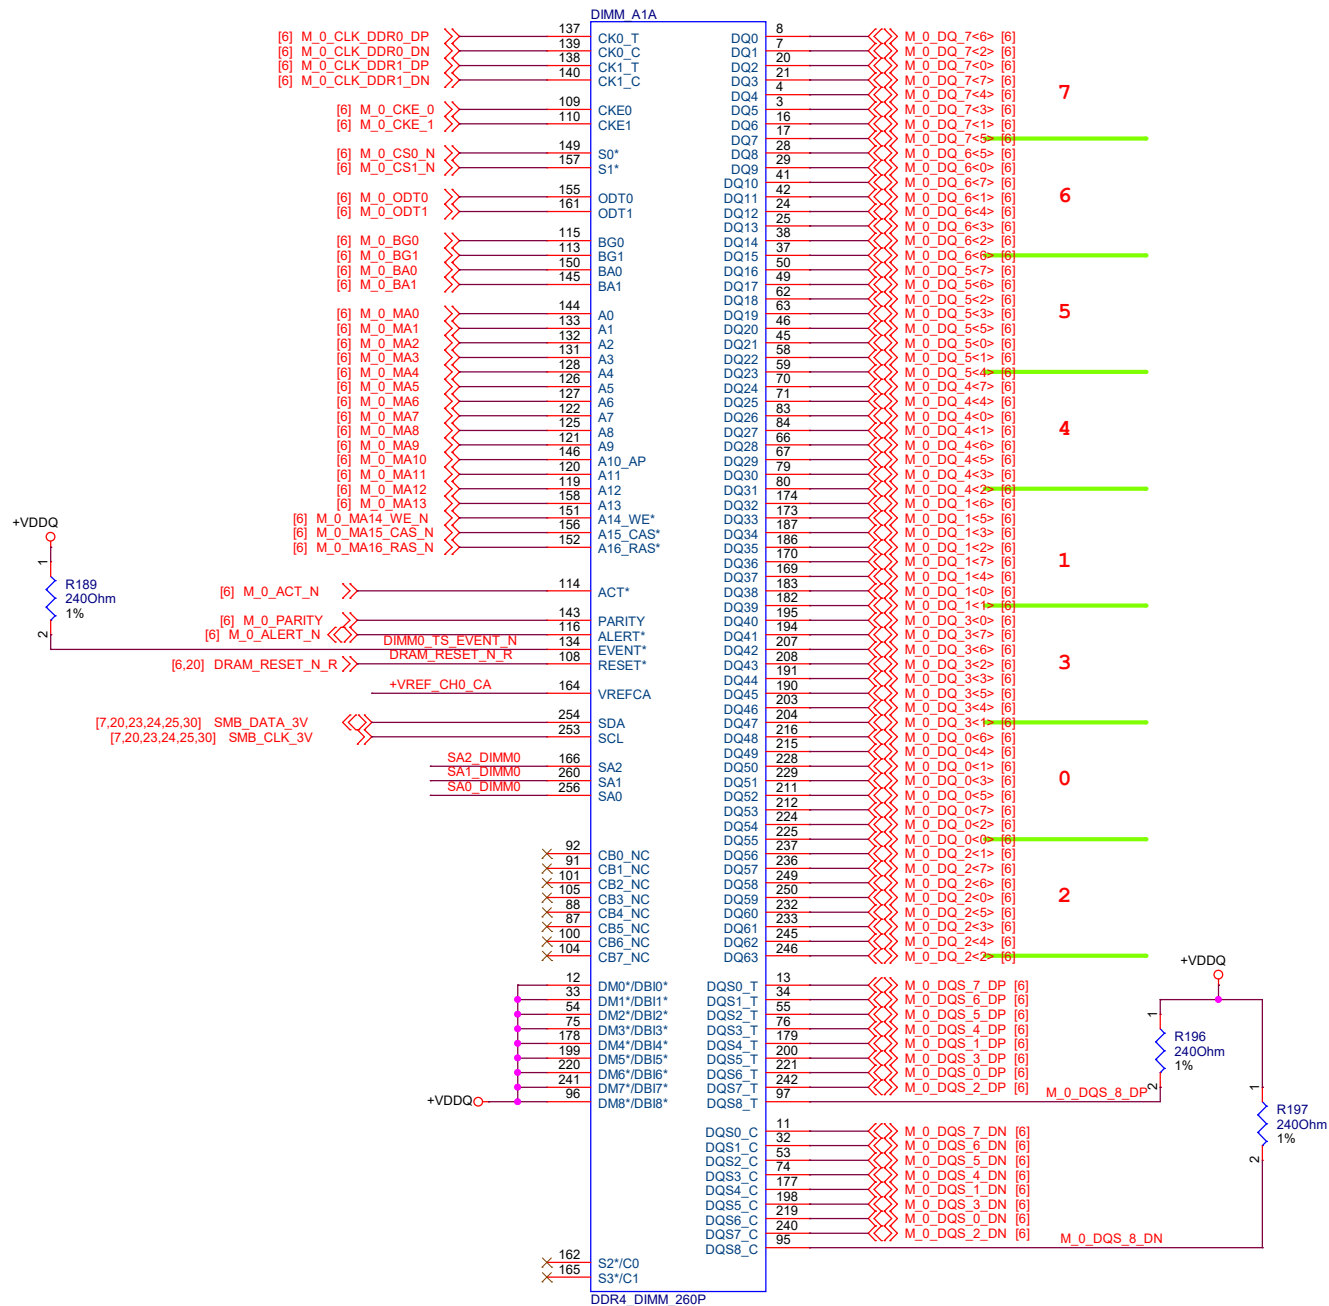 DIMM_A1A
[6] M_0_CLK_DDR0_DP 137 CK0_T
[6] M_0_CLK_DDR0_DN 139 CK0_C
[6] M_0_CLK_DDR1_DP 138 CK1_T
[6] M_0_CLK_DDR1_DN 140 CK1_C
[6] M_0_CKE_0 109 CKE0
[6] M_0_CKE_1 110 CKE1
[6] M_0_CS0_N 149 S0*
[6] M_0_CS1_N 157 S1*
[6] M_0_ODT0 155 ODT0
[6] M_0_ODT1 161 ODT1
[6] M_0_BG0 115 BG0
[6] M_0_BG1 113 BG1
[6] M_0_BA0 150 BA0
[6] M_0_BA1 145 BA1
[6] M_0_MA0 144 A0
[6] M_0_MA1 133 A1
[6] M_0_MA2 132 A2
[6] M_0_MA3 131 A3
[6] M_0_MA4 128 A4
[6] M_0_MA5 126 A5
[6] M_0_MA6 127 A6
[6] M_0_MA7 122 A7
[6] M_0_MA8 125 A8
[6] M_0_MA9 121 A9
[6] M_0_MA10 146 A10_AP
[6] M_0_MA11 120 A11
[6] M_0_MA12 119 A12
[6] M_0_MA13 158 A13
[6] M_0_MA14_WE_N 151 A14_WE*
[6] M_0_MA15_CAS_N 156 A15_CAS*
[6] M_0_MA16_RAS_N 152 A16_RAS*
+VDDQ
1
R189
240Ohm
1%
2
[6] M_0_ACT_N 114 ACT*
[6] M_0_PARITY 143 PARITY
[6] M_0_ALERT_N 116 ALERT*
DIMM0_TS_EVENT_N 134 EVENT*
[6,20] DRAM_RESET_N_R DRAM_RESET_N_R 108 RESET*
+VREF_CH0_CA 164 VREFCA
[7,20,23,24,25,30] SMB_DATA_3V 254 SDA
[7,20,23,24,25,30] SMB_CLK_3V 253 SCL
SA2_DIMM0 166 SA2
SA1_DIMM0 260 SA1
SA0_DIMM0 256 SA0
92 CB0_NC
91 CB1_NC
101 CB2_NC
105 CB3_NC
88 CB4_NC
87 CB5_NC
100 CB6_NC
104 CB7_NC
12 DM0*/DBI0*
33 DM1*/DBI1*
54 DM2*/DBI2*
75 DM3*/DBI3*
178 DM4*/DBI4*
199 DM5*/DBI5*
220 DM6*/DBI6*
241 DM7*/DBI7*
+VDDQ 96 DM8*/DBI8*
162 S2*/C0
165 S3*/C1
DQ0 8 M_0_DQ_7<6> [6]
DQ1 7 M_0_DQ_7<2> [6]
DQ2 20 M_0_DQ_7<0> [6]
DQ3 21 M_0_DQ_7<7> [6]
DQ4 4 M_0_DQ_7<4> [6]
DQ5 3 M_0_DQ_7<3> [6]
DQ6 16 M_0_DQ_7<1> [6]
DQ7 17 M_0_DQ_7<5> [6]
7
DQ8 28 M_0_DQ_6<5> [6]
DQ9 29 M_0_DQ_6<0> [6]
DQ10 41 M_0_DQ_6<7> [6]
DQ11 42 M_0_DQ_6<1> [6]
DQ12 24 M_0_DQ_6<4> [6]
DQ13 25 M_0_DQ_6<3> [6]
DQ14 38 M_0_DQ_6<2> [6]
DQ15 37 M_0_DQ_6<6> [6]
6
DQ16 50 M_0_DQ_5<7> [6]
DQ17 49 M_0_DQ_5<6> [6]
DQ18 62 M_0_DQ_5<2> [6]
DQ19 63 M_0_DQ_5<3> [6]
DQ20 46 M_0_DQ_5<5> [6]
DQ21 45 M_0_DQ_5<0> [6]
DQ22 58 M_0_DQ_5<1> [6]
DQ23 59 M_0_DQ_5<4> [6]
5
DQ24 70 M_0_DQ_4<7> [6]
DQ25 71 M_0_DQ_4<4> [6]
DQ26 83 M_0_DQ_4<0> [6]
DQ27 84 M_0_DQ_4<1> [6]
DQ28 66 M_0_DQ_4<6> [6]
DQ29 67 M_0_DQ_4<5> [6]
DQ30 79 M_0_DQ_4<3> [6]
DQ31 80 M_0_DQ_4<2> [6]
4
DQ32 174 M_0_DQ_1<6> [6]
DQ33 173 M_0_DQ_1<5> [6]
DQ34 187 M_0_DQ_1<3> [6]
DQ35 186 M_0_DQ_1<2> [6]
DQ36 170 M_0_DQ_1<7> [6]
DQ37 169 M_0_DQ_1<4> [6]
DQ38 183 M_0_DQ_1<0> [6]
DQ39 182 M_0_DQ_1<1> [6]
1
DQ40 195 M_0_DQ_3<0> [6]
DQ41 194 M_0_DQ_3<7> [6]
DQ42 207 M_0_DQ_3<6> [6]
DQ43 208 M_0_DQ_3<2> [6]
DQ44 191 M_0_DQ_3<3> [6]
DQ45 190 M_0_DQ_3<5> [6]
DQ46 203 M_0_DQ_3<4> [6]
DQ47 204 M_0_DQ_3<1> [6]
3
DQ48 216 M_0_DQ_0<6> [6]
DQ49 215 M_0_DQ_0<4> [6]
DQ50 228 M_0_DQ_0<1> [6]
DQ51 229 M_0_DQ_0<3> [6]
DQ52 211 M_0_DQ_0<5> [6]
DQ53 212 M_0_DQ_0<7> [6]
DQ54 224 M_0_DQ_0<2> [6]
DQ55 225 M_0_DQ_0<0> [6]
0
DQ56 237 M_0_DQ_2<1> [6]
DQ57 236 M_0_DQ_2<7> [6]
DQ58 249 M_0_DQ_2<6> [6]
DQ59 250 M_0_DQ_2<0> [6]
DQ60 232 M_0_DQ_2<5> [6]
DQ61 233 M_0_DQ_2<3> [6]
DQ62 245 M_0_DQ_2<4> [6]
DQ63 246 M_0_DQ_2<2> [6]
2
DQS0_T 13 M_0_DQS_7_DP [6]
DQS1_T 34 M_0_DQS_6_DP [6]
DQS2_T 55 M_0_DQS_5_DP [6]
DQS3_T 76 M_0_DQS_4_DP [6]
DQS4_T 179 M_0_DQS_1_DP [6]
DQS5_T 200 M_0_DQS_3_DP [6]
DQS6_T 221 M_0_DQS_0_DP [6]
DQS7_T 242 M_0_DQS_2_DP [6]
DQS8_T 97 M_0_DQS_8_DP
DQS0_C 11 M_0_DQS_7_DN [6]
DQS1_C 32 M_0_DQS_6_DN [6]
DQS2_C 53 M_0_DQS_5_DN [6]
DQS3_C 74 M_0_DQS_4_DN [6]
DQS4_C 177 M_0_DQS_1_DN [6]
DQS5_C 198 M_0_DQS_3_DN [6]
DQS6_C 219 M_0_DQS_0_DN [6]
DQS7_C 240 M_0_DQS_2_DN [6]
DQS8_C 95 M_0_DQS_8_DN
+VDDQ
1
R196
240Ohm
1%
2
1
R197
240Ohm
1%
2
DDR4_DIMM_260P